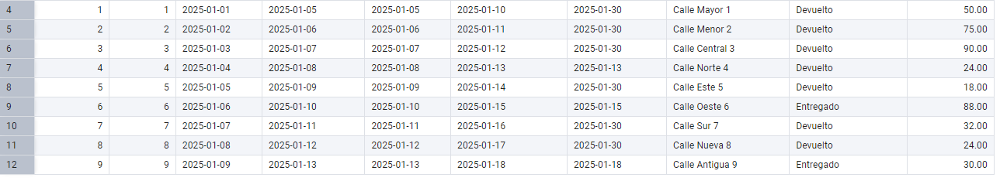 4 1 1 2025-01-01 2025-01-05 2025-01-05 2025-01-10 2025-01-30 Calle Mayor 1 Devuelto 50.00
5 2 2 2025-01-02 2025-01-06 2025-01-06 2025-01-11 2025-01-30 Calle Menor 2 Devuelto 75.00
6 3 3 2025-01-03 2025-01-07 2025-01-07 2025-01-12 2025-01-30 Calle Central 3 Devuelto 90.00
7 4 4 2025-01-04 2025-01-08 2025-01-08 2025-01-13 2025-01-13 Calle Norte 4 Devuelto 24.00
8 5 5 2025-01-05 2025-01-09 2025-01-09 2025-01-14 2025-01-30 Calle Este 5 Devuelto 18.00
9 6 6 2025-01-06 2025-01-10 2025-01-10 2025-01-15 2025-01-15 Calle Oeste 6 Entregado 88.00
10 7 7 2025-01-07 2025-01-11 2025-01-11 2025-01-16 2025-01-30 Calle Sur 7 Devuelto 32.00
11 8 8 2025-01-08 2025-01-12 2025-01-12 2025-01-17 2025-01-30 Calle Nueva 8 Devuelto 24.00
12 9 9 2025-01-09 2025-01-13 2025-01-13 2025-01-18 2025-01-18 Calle Antigua 9 Entregado 30.00